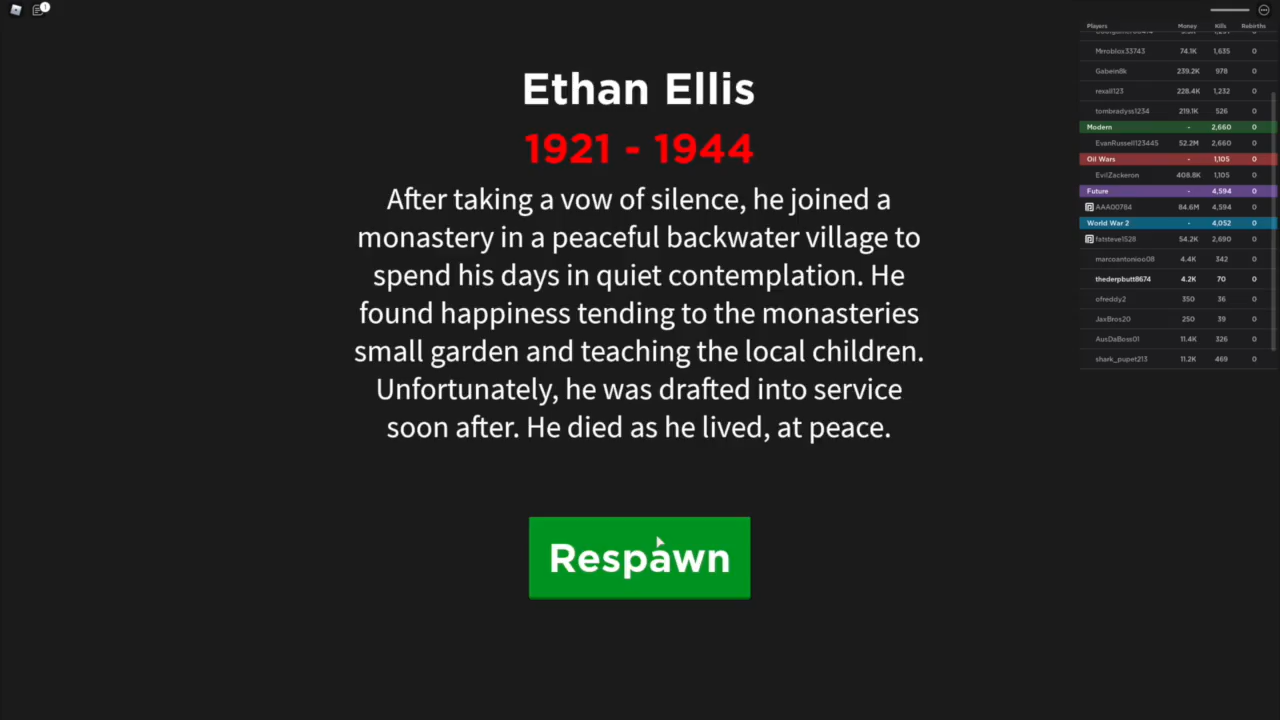 1
Ethan Ellis
1921 - 1944
After taking a vow of silence, he joined a
monastery in a peaceful backwater village to
spend his days in quiet contemplation. He
found happiness tending to the monasteries
small garden and teaching the local children.
Unfortunately, he was drafted into service
soon after. He died as he lived, at peace.
Respawn
Players Money Kills Rebirths
Mrroblox33743 74.1K 1,635 0
Gabein8k 239.2K 978 0
rexall123 228.4K 1,232 0
tombradyss1234 219.1K 526 0
Modern - 2,660 0
EvanRussell123445 52.2M 2,660 0
Oil Wars - 1,105 0
EvilZackeron 408.8K 1,105 0
Future - 4,594 0
AAA00784 84.6M 4,594 0
World War 2 - 4,052 0
fatsteve1528 54.2K 2,690 0
marcoantonioo08 4.4K 342 0
thederpbutt8674 4.2K 70 0
ofreddy2 350 36 0
JaxBros20 250 39 0
AusDaBoss01 11.4K 326 0
shark_pupet213 11.2K 469 0